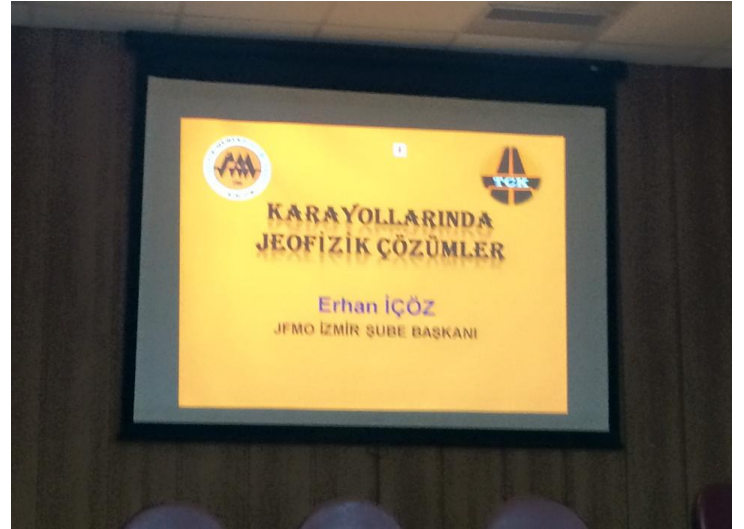 TCK
KARAYOLLARINDA
JEOFİZİK ÇÖZÜMLER
Erhan İÇÖZ
JFMO İZMİR ŞUBE BAŞKANI